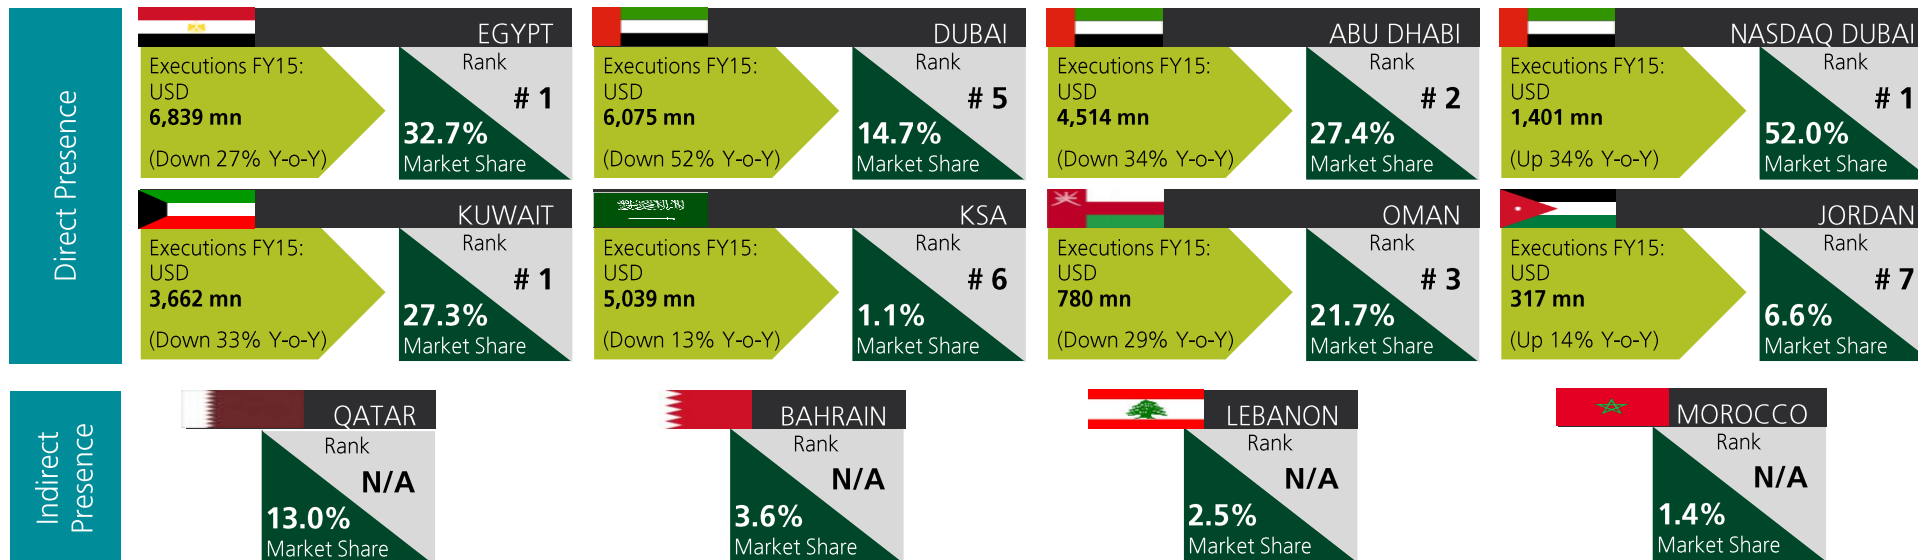 Direct Presence
EGYPT
Executions FY15:
USD
6,839 mn
(Down 27% Y-o-Y)
Rank
# 1
32.7%
Market Share
DUBAI
Executions FY15:
USD
6,075 mn
(Down 52% Y-o-Y)
Rank
# 5
14.7%
Market Share
ABU DHABI
Executions FY15:
USD
4,514 mn
(Down 34% Y-o-Y)
Rank
# 2
27.4%
Market Share
NASDAQ DUBAI
Executions FY15:
USD
1,401 mn
(Up 34% Y-o-Y)
Rank
# 1
52.0%
Market Share
KUWAIT
Executions FY15:
USD
3,662 mn
(Down 33% Y-o-Y)
Rank
# 1
27.3%
Market Share
KSA
Executions FY15:
USD
5,039 mn
(Down 13% Y-o-Y)
Rank
# 6
1.1%
Market Share
OMAN
Executions FY15:
USD
780 mn
(Down 29% Y-o-Y)
Rank
# 3
21.7%
Market Share
JORDAN
Executions FY15:
USD
317 mn
(Up 14% Y-o-Y)
Rank
# 7
6.6%
Market Share
Indirect
Presence
QATAR
Rank
N/A
13.0%
Market Share
BAHRAIN
Rank
N/A
3.6%
Market Share
LEBANON
Rank
N/A
2.5%
Market Share
MOROCCO
Rank
N/A
1.4%
Market Share